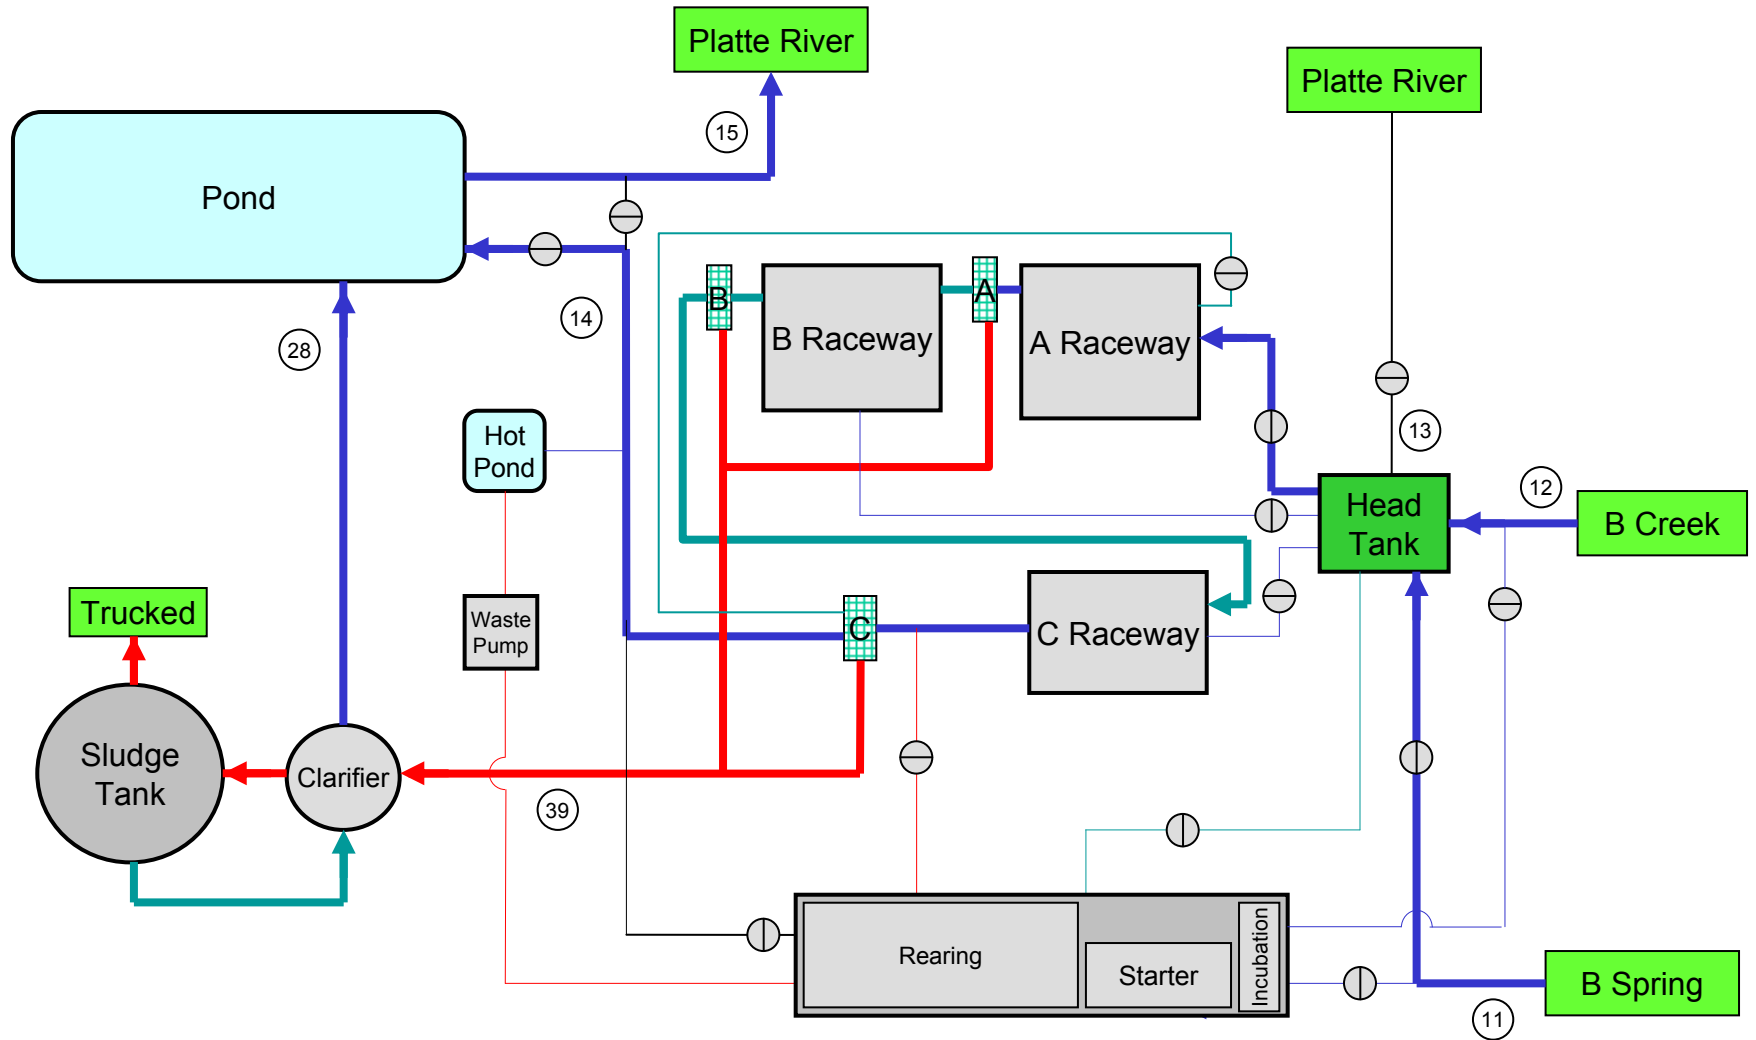 Platte River
Platte River
15
Pond
14
28
B
A
B Raceway
A Raceway
Hot
Pond
13
12
Head
Tank
B Creek
Trucked
Waste
Pump
C
C Raceway
Sludge
Tank
Clarifier
39
Rearing
Starter
Incubation
B Spring
11